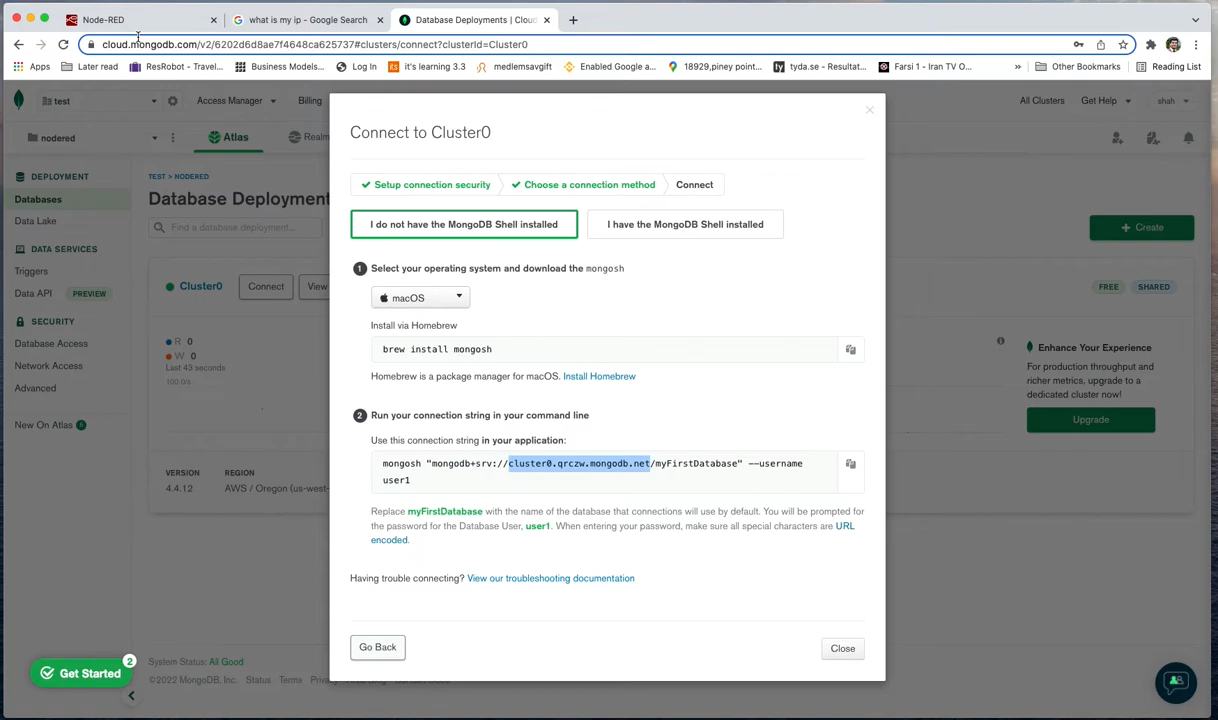 Node-RED
what is my ip - Google Search
Database Deployments | Cloud
cloud.mongodb.com/v2/6202d6d8ae7f4648ca625737#clusters/connect?clusterId=Cluster0
Apps
Later read
ResRobot - Travel...
Business Models...
Log In
it's learning 3.3
medlemsavgift
Enabled Google a...
18929,piney point...
tyda.se - Resultat...
Farsi 1 - Iran TV O...
»
Other Bookmarks
Reading List
test
Access Manager
Billing
All Clusters
Get Help
shah
nodered
Atlas
Realm
DEPLOYMENT
Databases
Data Lake
DATA SERVICES
Triggers
Data API PREVIEW
SECURITY
Database Access
Network Access
Advanced
New On Atlas 6
TEST > NODERED
Database Deployments
Find a database deployment...
+ Create
Cluster0
Connect
View
FREE
SHARED
R 0
W 0
Last 43 seconds
100.0/s
Enhance Your Experience
For production throughput and
richer metrics, upgrade to a
dedicated cluster now!
Upgrade
VERSION
4.4.12
REGION
AWS / Oregon (us-west-
Connect to Cluster0
Setup connection security
Choose a connection method
Connect
I do not have the MongoDB Shell installed
I have the MongoDB Shell installed
1 Select your operating system and download the mongosh
macOS
Install via Homebrew
brew install mongosh
Homebrew is a package manager for macOS. Install Homebrew
2 Run your connection string in your command line
Use this connection string in your application:
mongosh "mongodb+srv://cluster0.qrczw.mongodb.net/myFirstDatabase" --username
user1
Replace myFirstDatabase with the name of the database that connections will use by default. You will be prompted for
the password for the Database User, user1. When entering your password, make sure all special characters are URL
encoded.
Having trouble connecting? View our troubleshooting documentation
Go Back
Close
System Status: All Good
©2022 MongoDB, Inc.
Status
Terms
Get Started
2